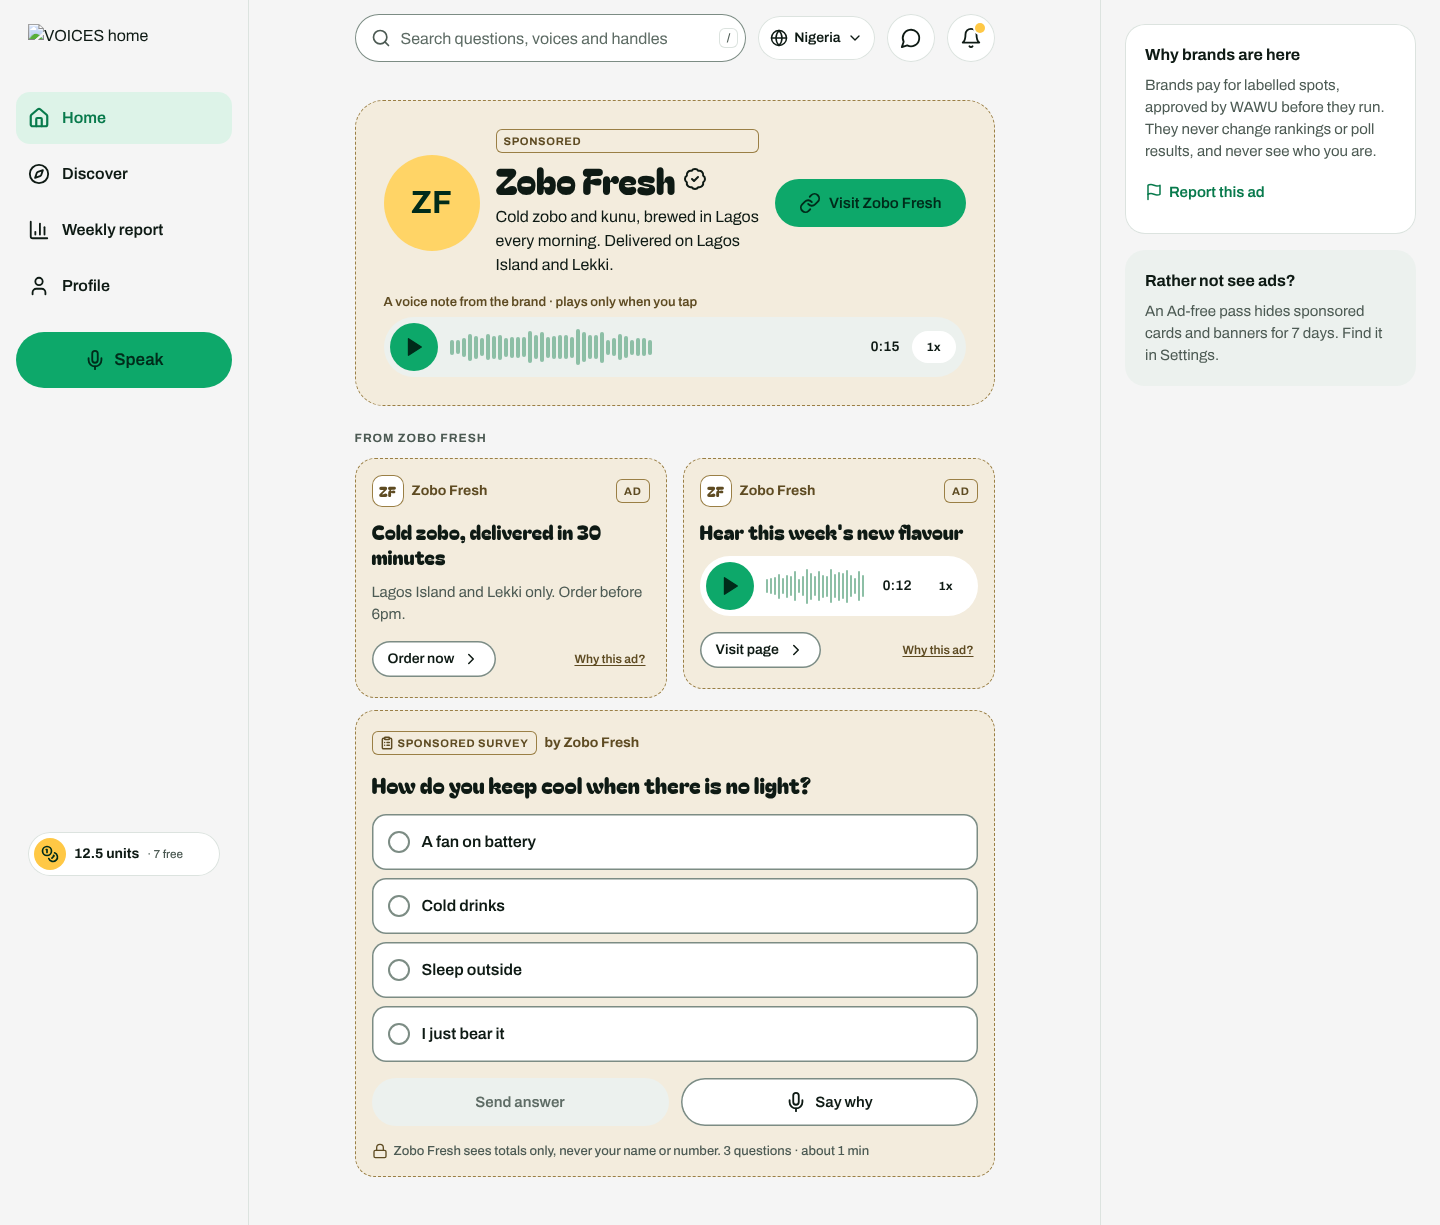 VOICES home
Home
Discover
Weekly report
Profile
Speak
12.5 units · 7 free
Search questions, voices and handles /
Nigeria
SPONSORED
ZF
Zobo Fresh
Cold zobo and kunu, brewed in Lagos
every morning. Delivered on Lagos
Island and Lekki.
Visit Zobo Fresh
A voice note from the brand · plays only when you tap
0:15 1x
FROM ZOBO FRESH
ZF Zobo Fresh AD
Cold zobo, delivered in 30
minutes
Lagos Island and Lekki only. Order before
6pm.
Order now Why this ad?
ZF Zobo Fresh AD
Hear this week's new flavour
0:12 1x
Visit page Why this ad?
SPONSORED SURVEY by Zobo Fresh
How do you keep cool when there is no light?
A fan on battery
Cold drinks
Sleep outside
I just bear it
Send answer Say why
Zobo Fresh sees totals only, never your name or number. 3 questions · about 1 min
Why brands are here
Brands pay for labelled spots,
approved by WAWU before they run.
They never change rankings or poll
results, and never see who you are.
Report this ad
Rather not see ads?
An Ad-free pass hides sponsored
cards and banners for 7 days. Find it
in Settings.